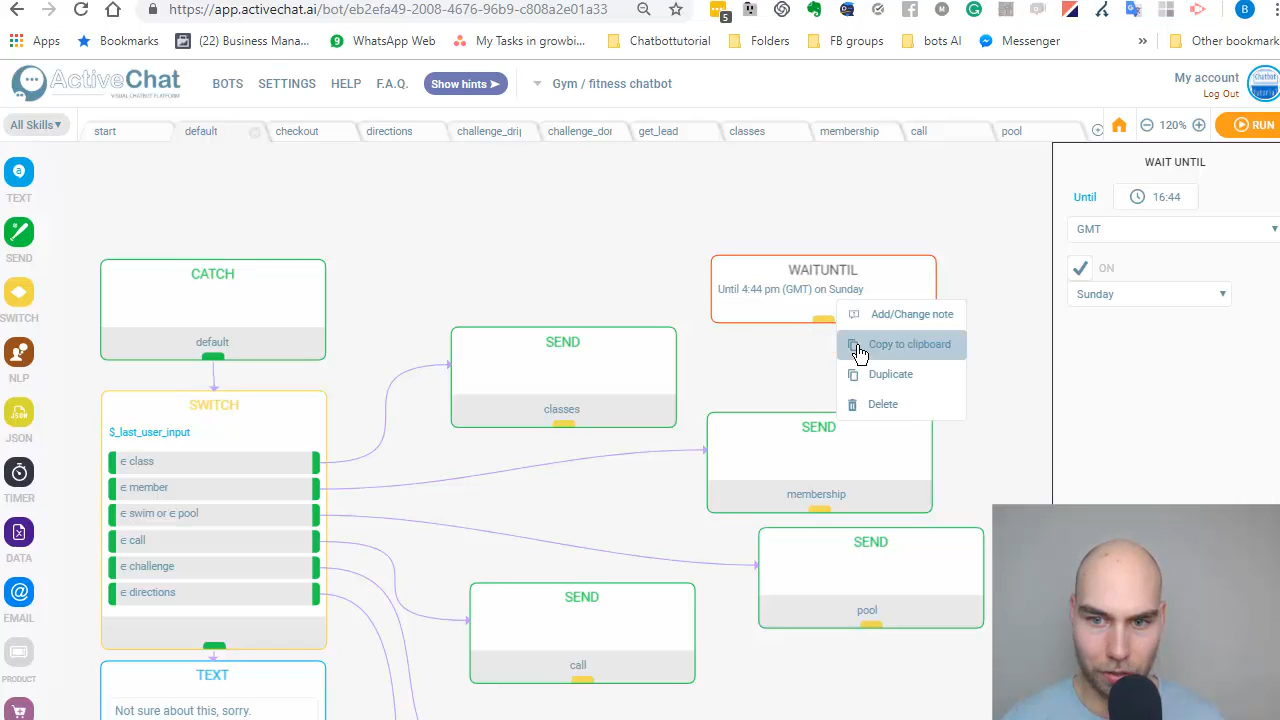 https://app.activechat.ai/bot/eb2efa49-2008-4676-96b9-c808a2e01a33
5
B
Apps
Bookmarks
(22) Business Mana...
9
WhatsApp Web
My Tasks in growbi...
Chatbottutorial
Folders
FB groups
bots AI
Messenger
»
Other bookmark
ActiveChat
VISUAL CHATBOT PLATFORM
BOTS
SETTINGS
HELP
F.A.Q.
Show hints ➤
Gym / fitness chatbot
My account
Log Out
All Skills▾
start
default
checkout
directions
challenge_drij
challenge_dor
get_lead
classes
membership
call
pool
120%
RUN
TEXT
SEND
SWITCH
NLP
JSON
TIMER
DATA
EMAIL
PRODUCT
CATCH
default
SWITCH
$_last_user_input
∈ class
∈ member
∈ swim or ∈ pool
∈ call
∈ challenge
∈ directions
TEXT
Not sure about this, sorry.
SEND
classes
WAITUNTIL
Until 4:44 pm (GMT) on Sunday
Add/Change note
Copy to clipboard
Duplicate
Delete
SEND
membership
SEND
pool
SEND
call
WAIT UNTIL
Until
16:44
GMT
ON
Sunday